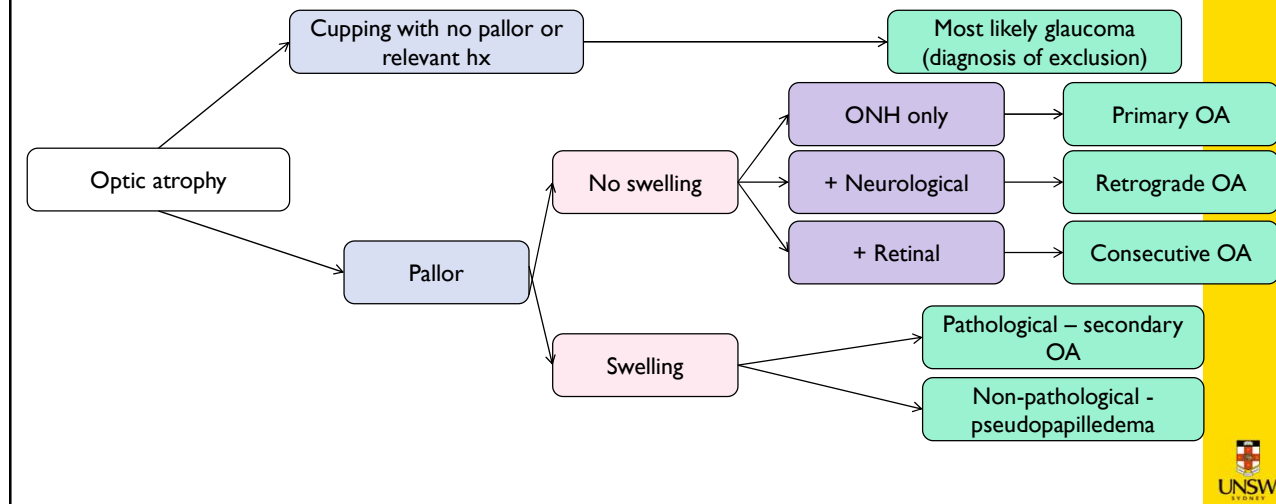 Cupping with no pallor or
relevant hx
Most likely glaucoma
(diagnosis of exclusion)
Optic atrophy
No swelling
ONH only
Primary OA
+ Neurological
Retrograde OA
+ Retinal
Consecutive OA
Pallor
Swelling
Pathological – secondary
OA
Non-pathological -
pseudopapilledema
UNSW
SYDNEY